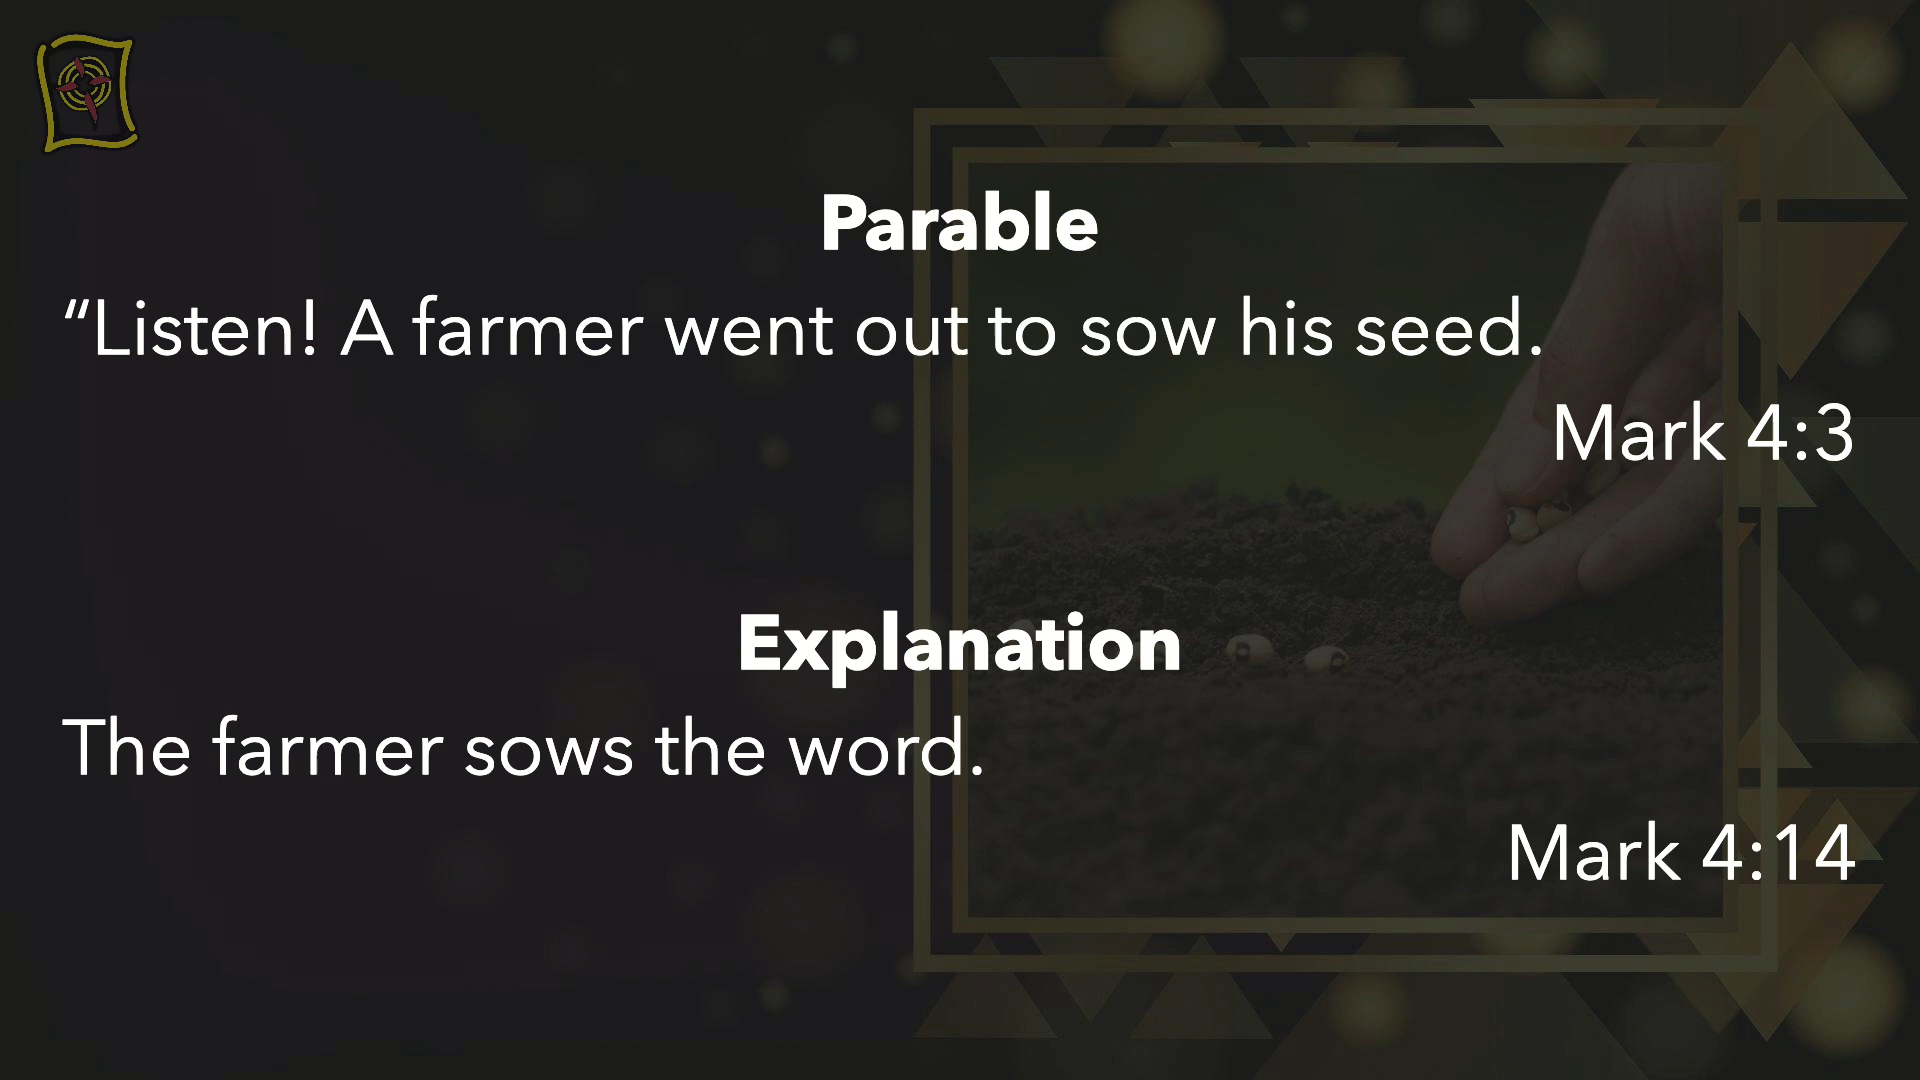 Parable
“Listen! A farmer went out to sow his seed.
Mark 4:3
Explanation
The farmer sows the word.
Mark 4:14